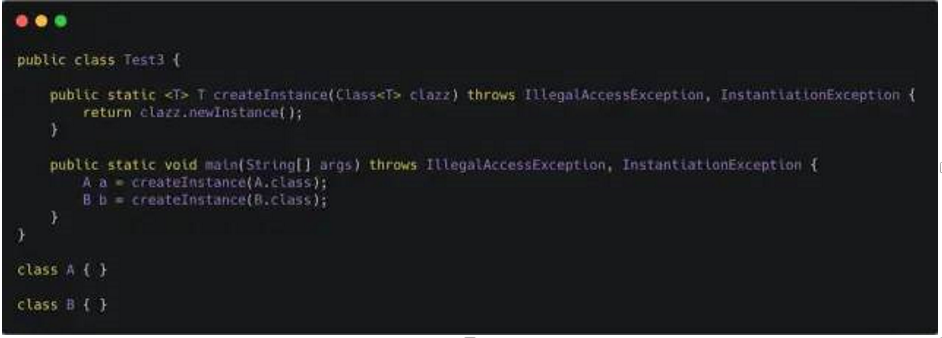 public class Test3 {
public static <T> T createInstance(Class<T> clazz) throws IllegalAccessException, InstantiationException {
return clazz.newInstance();
}
public static void main(String[] args) throws IllegalAccessException, InstantiationException {
A a = createInstance(A.class);
B b = createInstance(B.class);
}
}
class A { }
class B { }